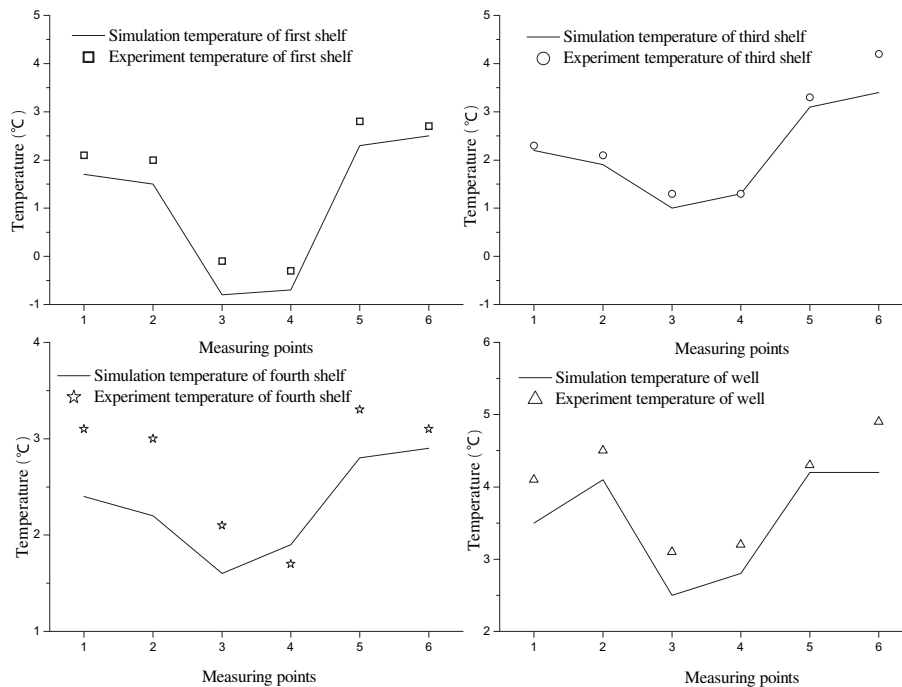 Simulation temperature of first shelf
Experiment temperature of first shelf
Temperature (℃)
5
4
3
2
1
0
-1
1 2 3 4 5 6
Measuring points
Simulation temperature of third shelf
Experiment temperature of third shelf
Temperature (℃)
5
4
3
2
1
0
-1
1 2 3 4 5 6
Measuring points
Simulation temperature of fourth shelf
Experiment temperature of fourth shelf
Temperature (℃)
4
3
2
1
1 2 3 4 5 6
Measuring points
Simulation temperature of well
Experiment temperature of well
Temperature (℃)
6
5
4
3
2
1 2 3 4 5 6
Measuring points